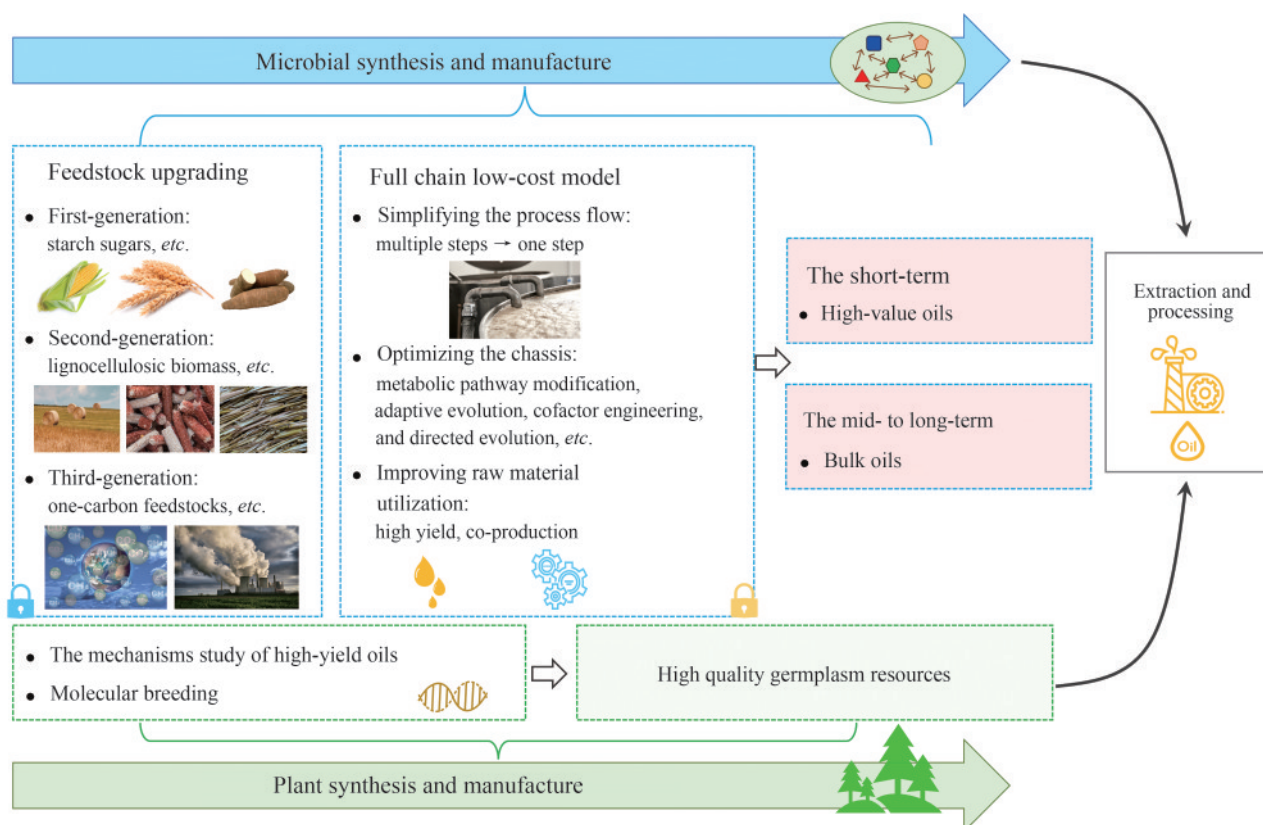 Microbial synthesis and manufacture
Feedstock upgrading
• First-generation:
starch sugars, etc.
• Second-generation:
lignocellulosic biomass, etc.
• Third-generation:
one-carbon feedstocks, etc.
Full chain low-cost model
• Simplifying the process flow:
multiple steps → one step
• Optimizing the chassis:
metabolic pathway modification,
adaptive evolution, cofactor engineering,
and directed evolution, etc.
• Improving raw material
utilization:
high yield, co-production
The short-term
• High-value oils
The mid- to long-term
• Bulk oils
Extraction and
processing
Oil
• The mechanisms study of high-yield oils
• Molecular breeding
High quality germplasm resources
Plant synthesis and manufacture